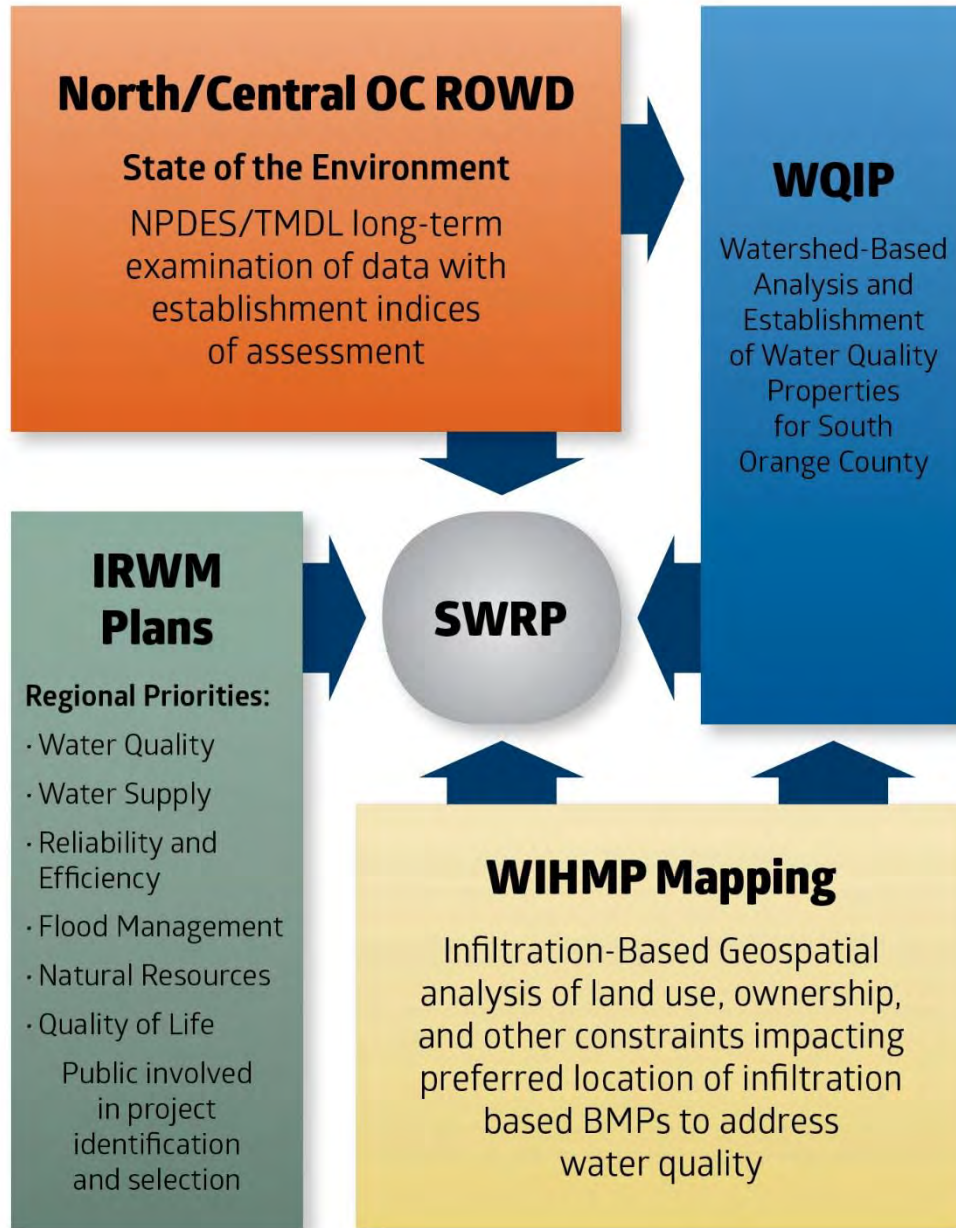 North/Central OC ROWD
State of the Environment
NPDES/TMDL long-term
examination of data with
establishment indices
of assessment
WQIP
Watershed-Based
Analysis and
Establishment
of Water Quality
Properties
for South
Orange County
IRWM
Plans
Regional Priorities:
· Water Quality
· Water Supply
· Reliability and
Efficiency
· Flood Management
· Natural Resources
· Quality of Life
Public involved
in project
identification
and selection
SWRP
WIHMP Mapping
Infiltration-Based Geospatial
analysis of land use, ownership,
and other constraints impacting
preferred location of infiltration
based BMPs to address
water quality